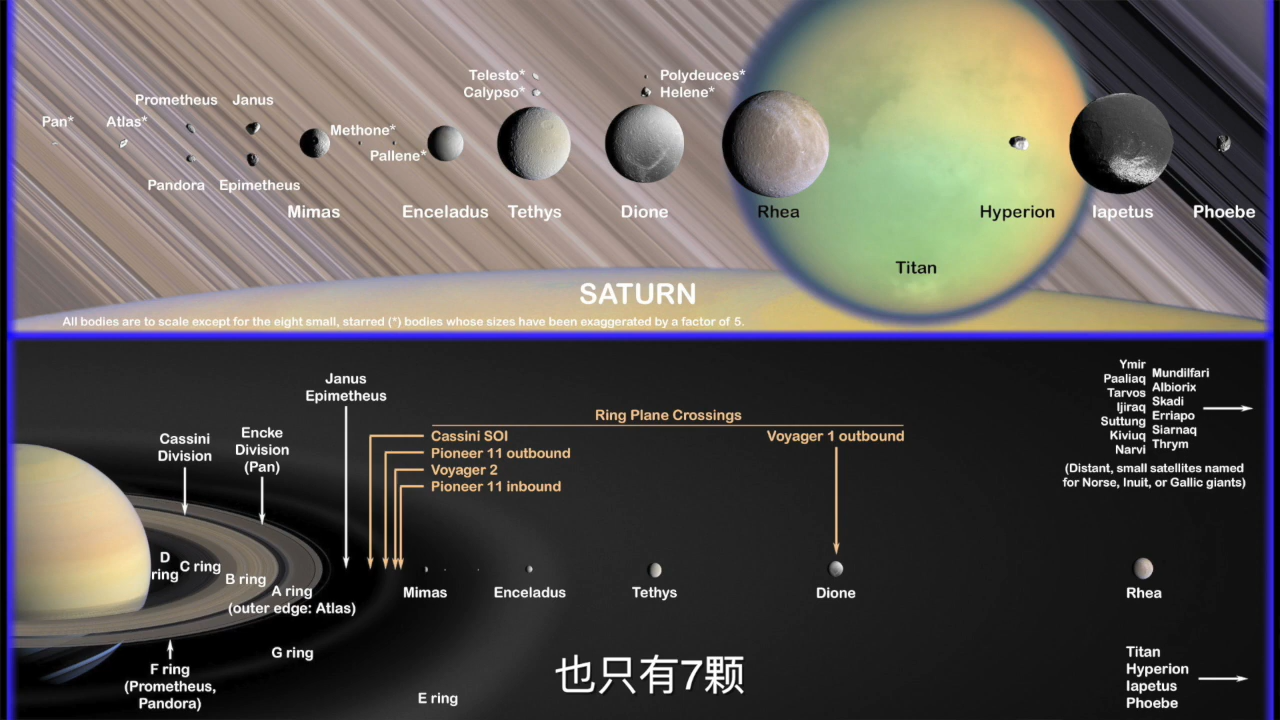 Telesto* Polydeuces*
Calypso* Helene*
Prometheus Janus
Pan* Atlas*
Methone*
Pallene*
Pandora Epimetheus
Mimas Enceladus Tethys Dione Rhea Hyperion Iapetus Phoebe
Titan
SATURN
All bodies are to scale except for the eight small, starred (*) bodies whose sizes have been exaggerated by a factor of 5.
Janus
Epimetheus
Cassini
Division
Encke
Division
(Pan)
Ring Plane Crossings
Cassini SOI
Pioneer 11 outbound
Voyager 2
Pioneer 11 inbound
Voyager 1 outbound
Ymir
Paaliaq
Tarvos
Ijiraq
Suttung
Kiviuq
Narvi
Mundilfari
Albiorix
Skadi
Erriapo
Siarnaq
Thrym
(Distant, small satellites named
for Norse, Inuit, or Gallic giants)
D
ring
C ring
B ring
A ring
(outer edge: Atlas)
Mimas Enceladus Tethys Dione Rhea
F ring
(Prometheus,
Pandora)
G ring
E ring
Titan
Hyperion
Iapetus
Phoebe
也只有7颗